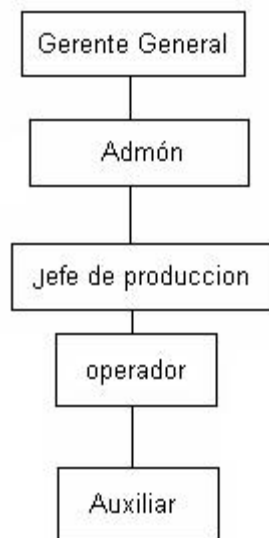 Gerente General
Admón
Jefe de produccion
operador
Auxiliar